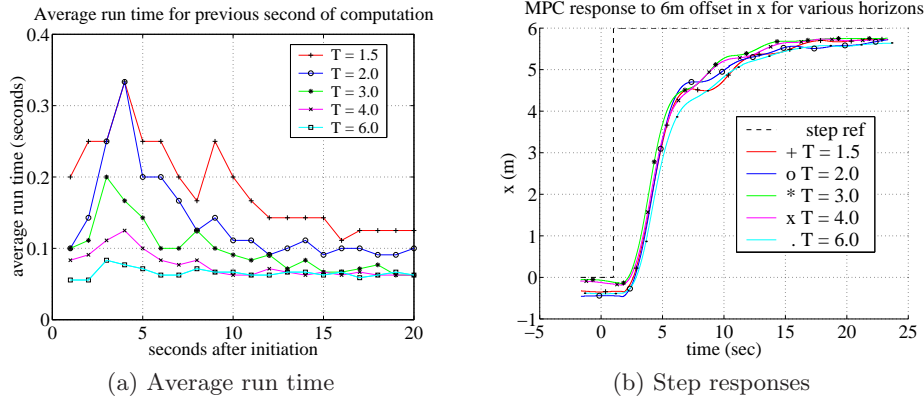 Average run time for previous second of computation
average run time (seconds)
0.4
0.3
0.2
0.1
0
0
5
10
15
20
seconds after initiation
T = 1.5
T = 2.0
T = 3.0
T = 4.0
T = 6.0
(a) Average run time
MPC response to 6m offset in x for various horizons
x (m)
6
5
4
3
2
1
0
−1
−5
0
5
10
15
20
25
time (sec)
step ref
+ T = 1.5
o T = 2.0
* T = 3.0
x T = 4.0
. T = 6.0
(b) Step responses